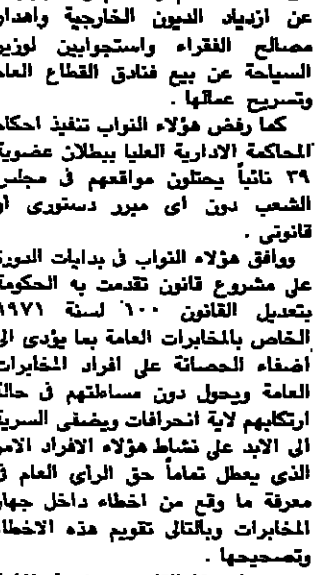 عن ازدياد الديون الخارجية واهدار
مصالح الفقراء واستجوابين لوزير
السياحة عن بيع فنادق القطاع العام
وتسريح عمالها .
كما رفض هؤلاء النواب تنفيذ احكام
المحاكمة الادارية العليا ببطلان عضوية
٣٩ نائباً يحتلون مواقعهم فى مجلس
الشعب دون اى مبرر دستورى او
قانونى .
ووافق هؤلاء النواب فى بدايات الدورة
على مشروع قانون تقدمت به الحكومة
بتعديل القانون ١٠٠ لسنة ١٩٧١
الخاص بالمخابرات العامة بما يؤدى الى
اضفاء الحصانة على افراد المخابرات
العامة ويحول دون مساءلتهم فى حالة
ارتكابهم لاية انحرافات ويضفى السرية
الى الابد على نشاط هؤلاء الافراد الامر
الذى يعطل تماماً حق الراى العام فى
معرفة ما وقع من اخطاء داخل جهاز
المخابرات وبالتالى تقويم هذه الاخطاء
وتصحيحها .